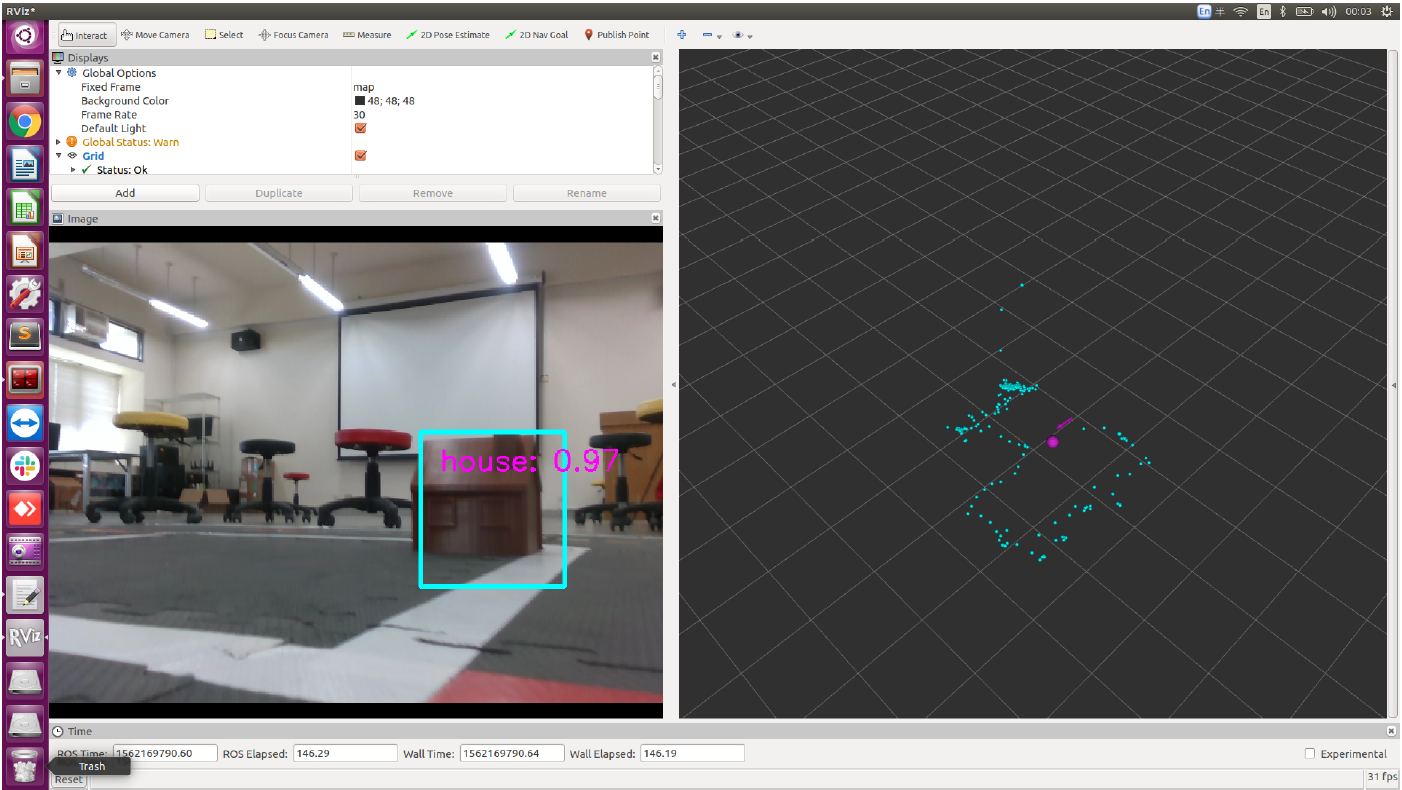 RViz*
En
En
00:03
Interact Move Camera Select Focus Camera Measure 2D Pose Estimate 2D Nav Goal Publish Point
Displays
Global Options
Fixed Frame map
Background Color 48; 48; 48
Frame Rate 30
Default Light
Global Status: Warn
Grid
Status: Ok
Add Duplicate Remove Rename
Image
house: 0.97
S
RViz
Time
ROS Time: 1562169790.60 ROS Elapsed: 146.29 Wall Time: 1562169790.64 Wall Elapsed: 146.19 Experimental
Trash
Reset 31 fps